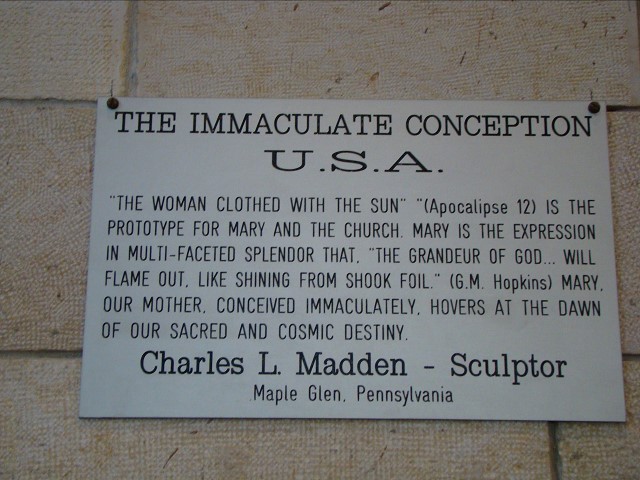 THE IMMACULATE CONCEPTION
U.S.A.
"THE WOMAN CLOTHED WITH THE SUN" "(Apocalipse 12) IS THE
PROTOTYPE FOR MARY AND THE CHURCH. MARY IS THE EXPRESSION
IN MULTI-FACETED SPLENDOR THAT, "THE GRANDEUR OF GOD... WILL
FLAME OUT, LIKE SHINING FROM SHOOK FOIL." (G.M. Hopkins) MARY,
OUR MOTHER, CONCEIVED IMMACULATELY, HOVERS AT THE DAWN
OF OUR SACRED AND COSMIC DESTINY.
Charles L. Madden - Sculptor
Maple Glen, Pennsylvania